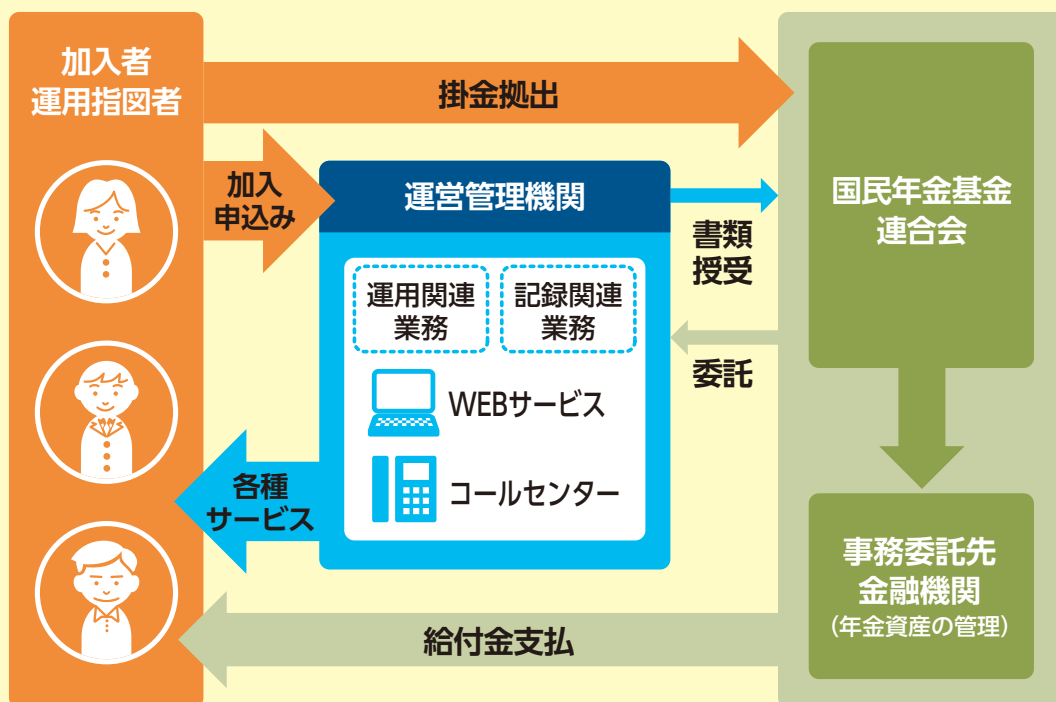 加入者
運用指図者
掛金拠出
加入
申込み
運営管理機関
書類
授受
国民年金基金
連合会
運用関連
業務
記録関連
業務
委託
WEBサービス
コールセンター
各種
サービス
事務委託先
金融機関
（年金資産の管理）
給付金支払